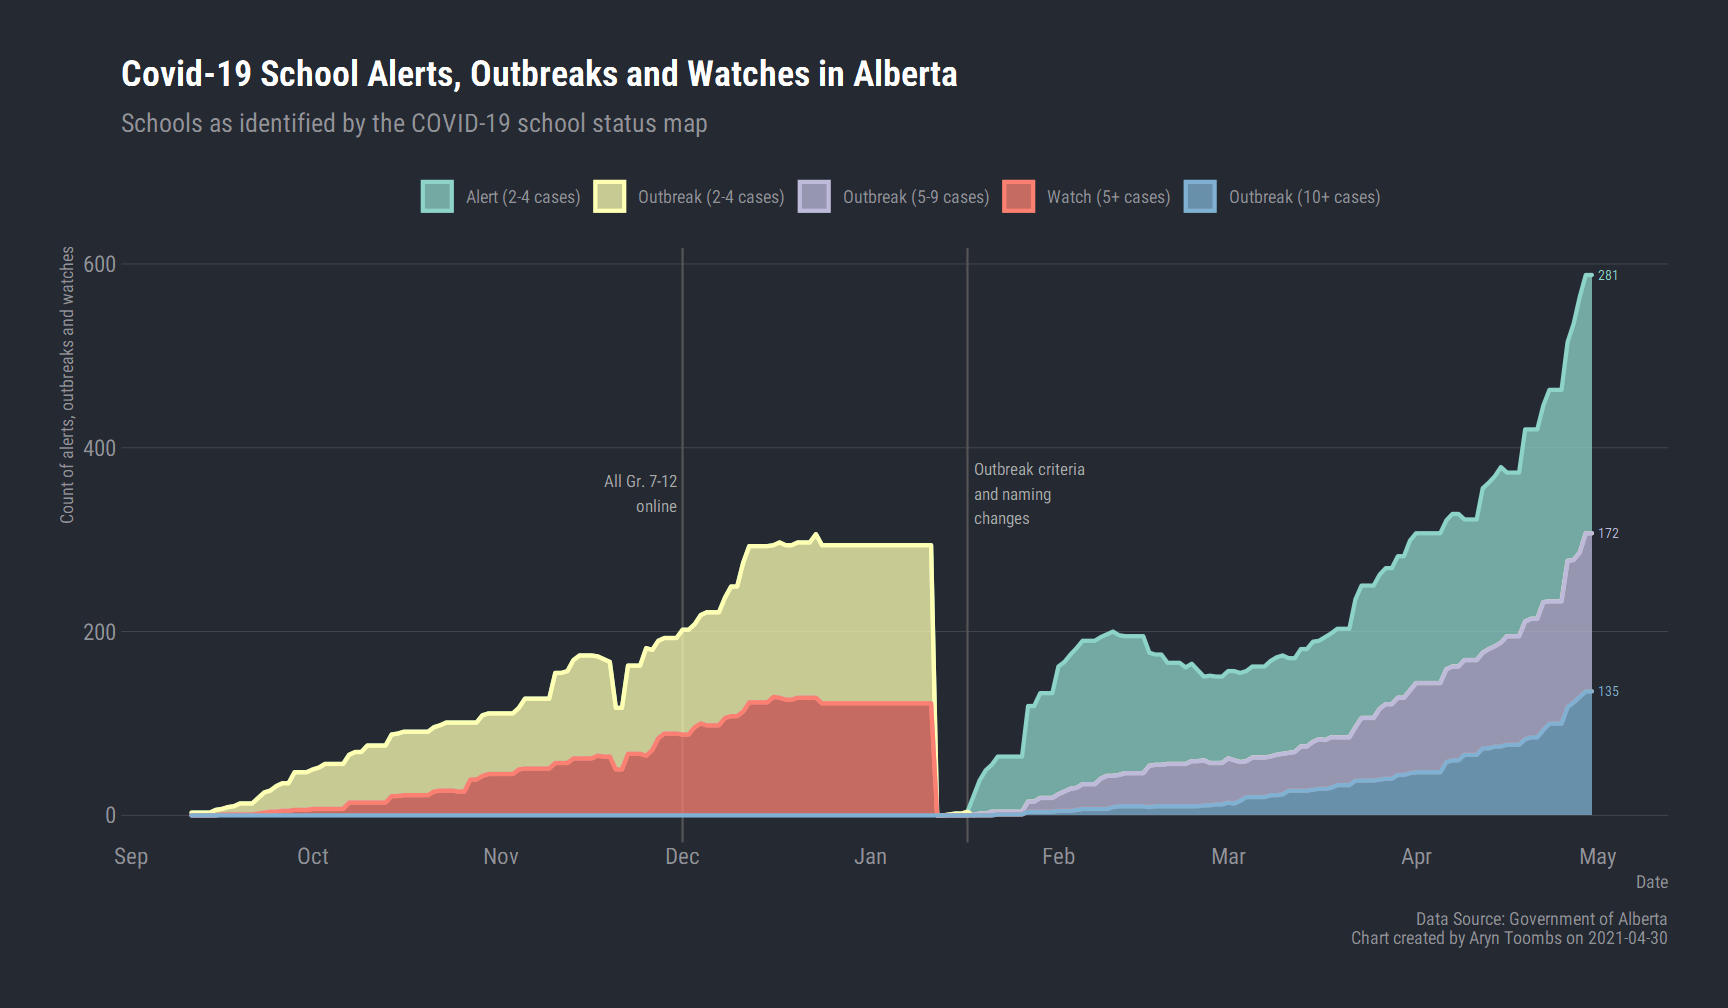 Covid-19 School Alerts, Outbreaks and Watches in Alberta
Schools as identified by the COVID-19 school status map
Alert (2-4 cases)
Outbreak (2-4 cases)
Outbreak (5-9 cases)
Watch (5+ cases)
Outbreak (10+ cases)
Count of alerts, outbreaks and watches
600
400
200
0
281
172
135
All Gr. 7-12
online
Outbreak criteria
and naming
changes
Sep
Oct
Nov
Dec
Jan
Feb
Mar
Apr
May
Date
Data Source: Government of Alberta
Chart created by Aryn Toombs on 2021-04-30